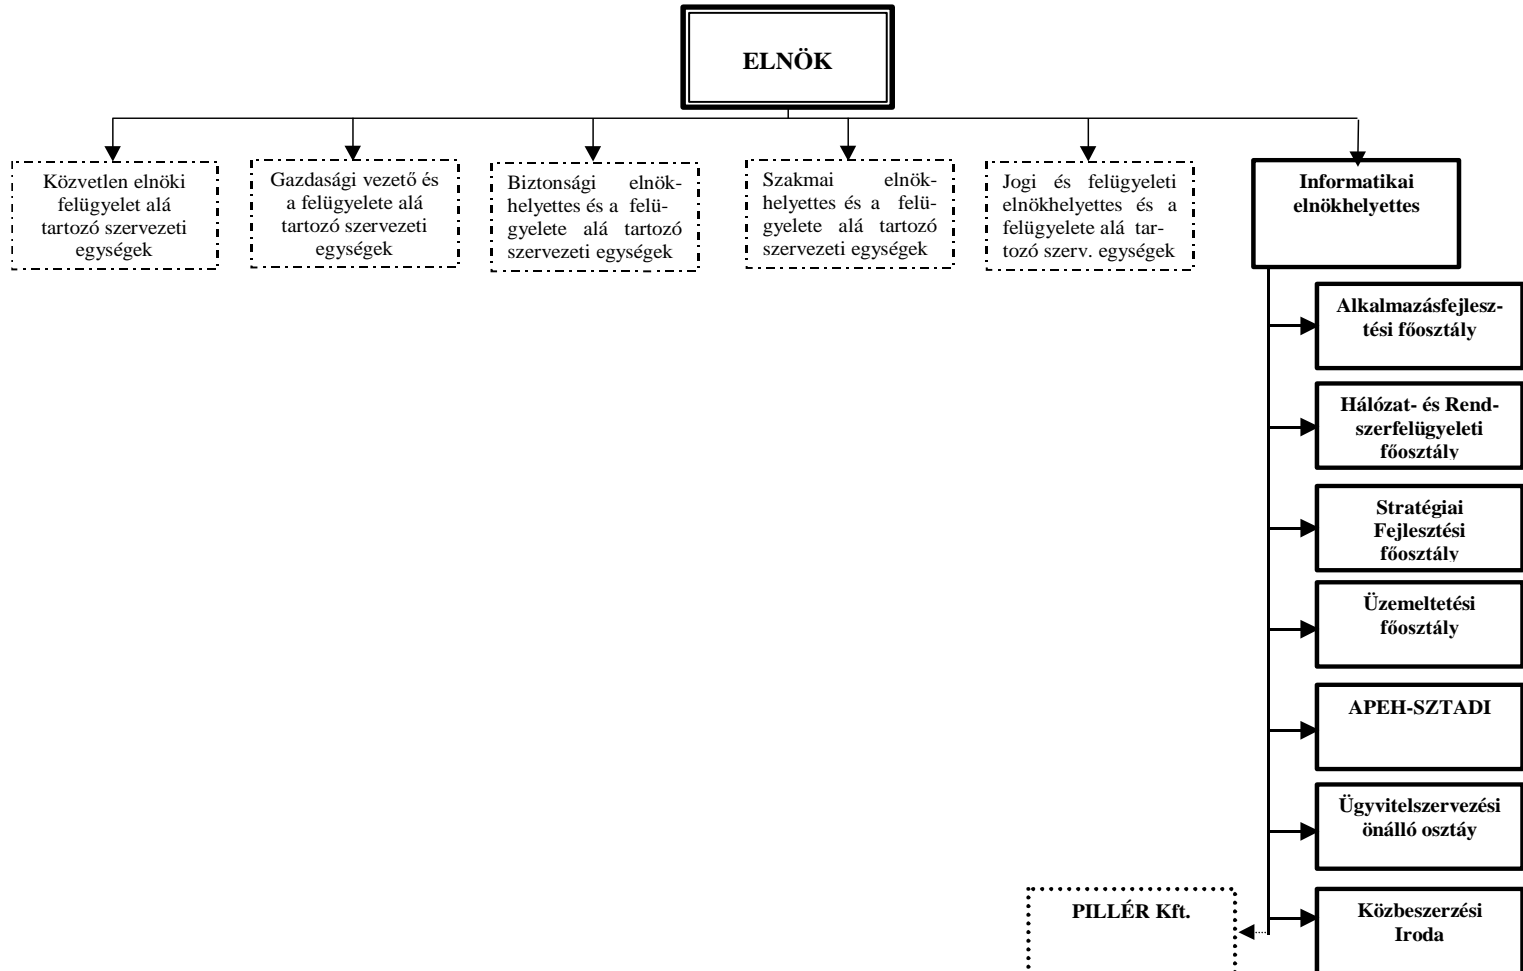 ELNÖK
Közvetlen elnöki
felügyelet alá
tartozó szervezeti
egységek
Gazdasági vezető és
a felügyelete alá
tartozó szervezeti
egységek
Biztonsági elnök-
helyettes és a felü-
gyelete alá tartozó
szervezeti egységek
Szakmai elnök-
helyettes és a felü-
gyelete alá tartozó
szervezeti egységek
Jogi és felügyeleti
elnökhelyettes és a
felügyelete alá tar-
tozó szerv. egységek
Informatikai
elnökhelyettes
Alkalmazásfejlesz-
tési főosztály
Hálózat- és Rend-
szerfelügyeleti
főosztály
Stratégiai
Fejlesztési
főosztály
Üzemeltetési
főosztály
APEH-SZTADI
Ügyvitelszervezési
önálló osztáy
PILLÉR Kft.
Közbeszerzési
Iroda